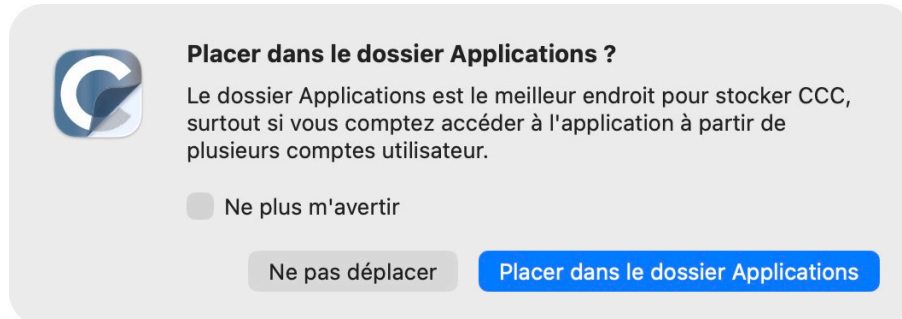 Placer dans le dossier Applications ?
Le dossier Applications est le meilleur endroit pour stocker CCC,
surtout si vous comptez accéder à l'application à partir de
plusieurs comptes utilisateur.
Ne plus m'avertir
Ne pas déplacer
Placer dans le dossier Applications